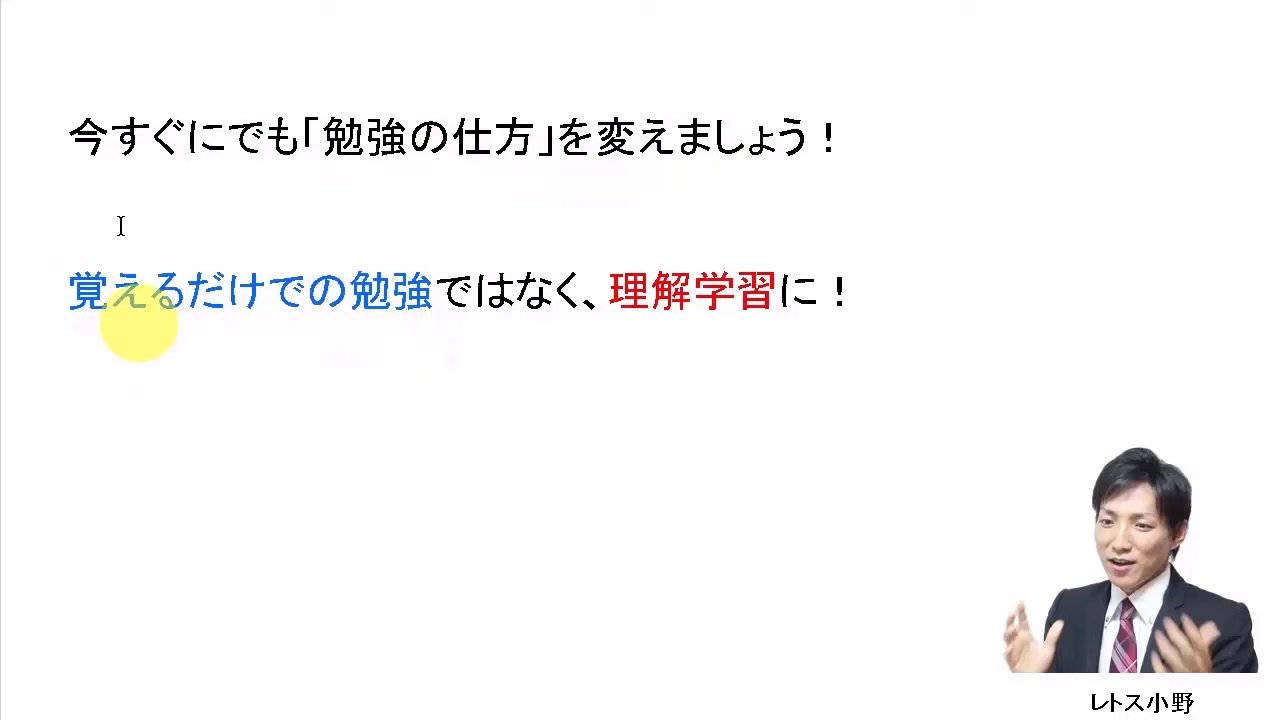 今すぐにでも「勉強の仕方」を変えましょう！
覚えるだけでの勉強ではなく、理解学習に！
レトス小野